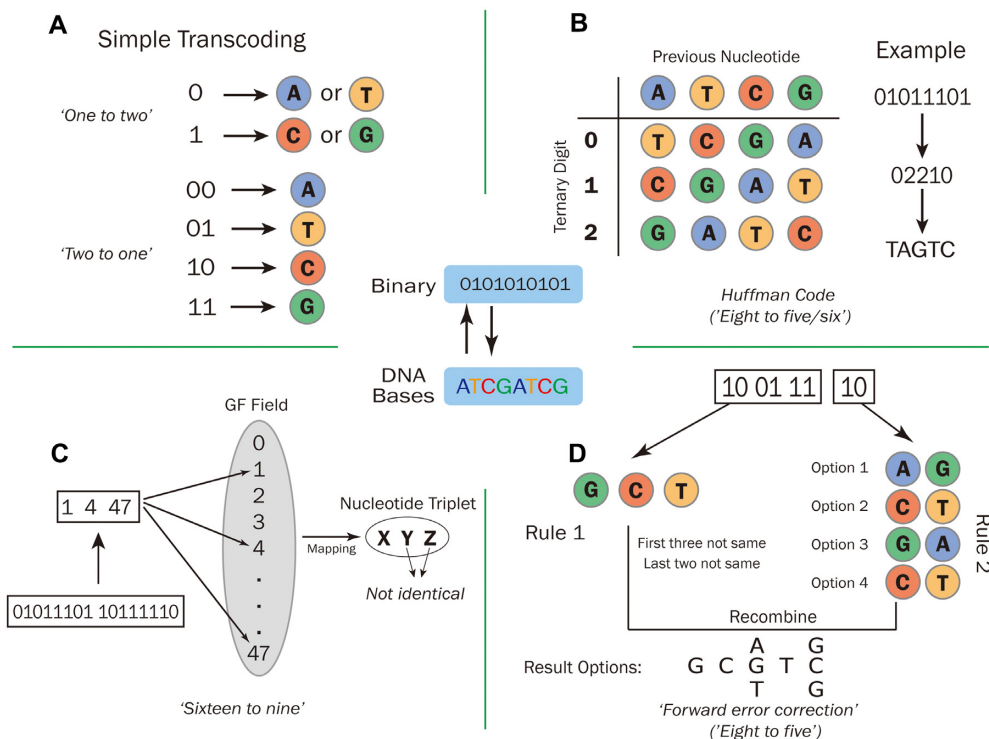 A
Simple Transcoding
'One to two'
0 A or T
1 C or G
'Two to one'
00 A
01 T
10 C
11 G
B
Previous Nucleotide
A T C G
Ternary Digit
0 T C G A
1 C G A T
2 G A T C
Example
01011101
02210
TAGTC
Huffman Code
('Eight to five/six')
Binary 0101010101
DNA
Bases
ATCGATCG
C
GF Field
0
1
2
3
4
.
.
.
47
1 4 47
01011101 10111110
Mapping
Nucleotide Triplet
X Y Z
Not identical
'Sixteen to nine'
D
10 01 11
10
G C T
Rule 1
First three not same
Last two not same
Option 1 A G
Option 2 C T
Option 3 G A
Option 4 C T
Rule 2
Recombine
A G
Result Options: G C G T C
T G
'Forward error correction'
('Eight to five')